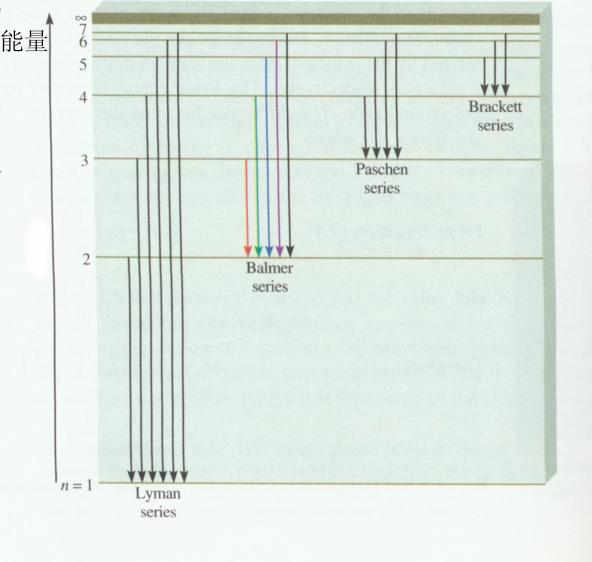 ∞
7
6
能量
5
4
Brackett
series
3
Paschen
series
2
Balmer
series
n = 1
Lyman
series